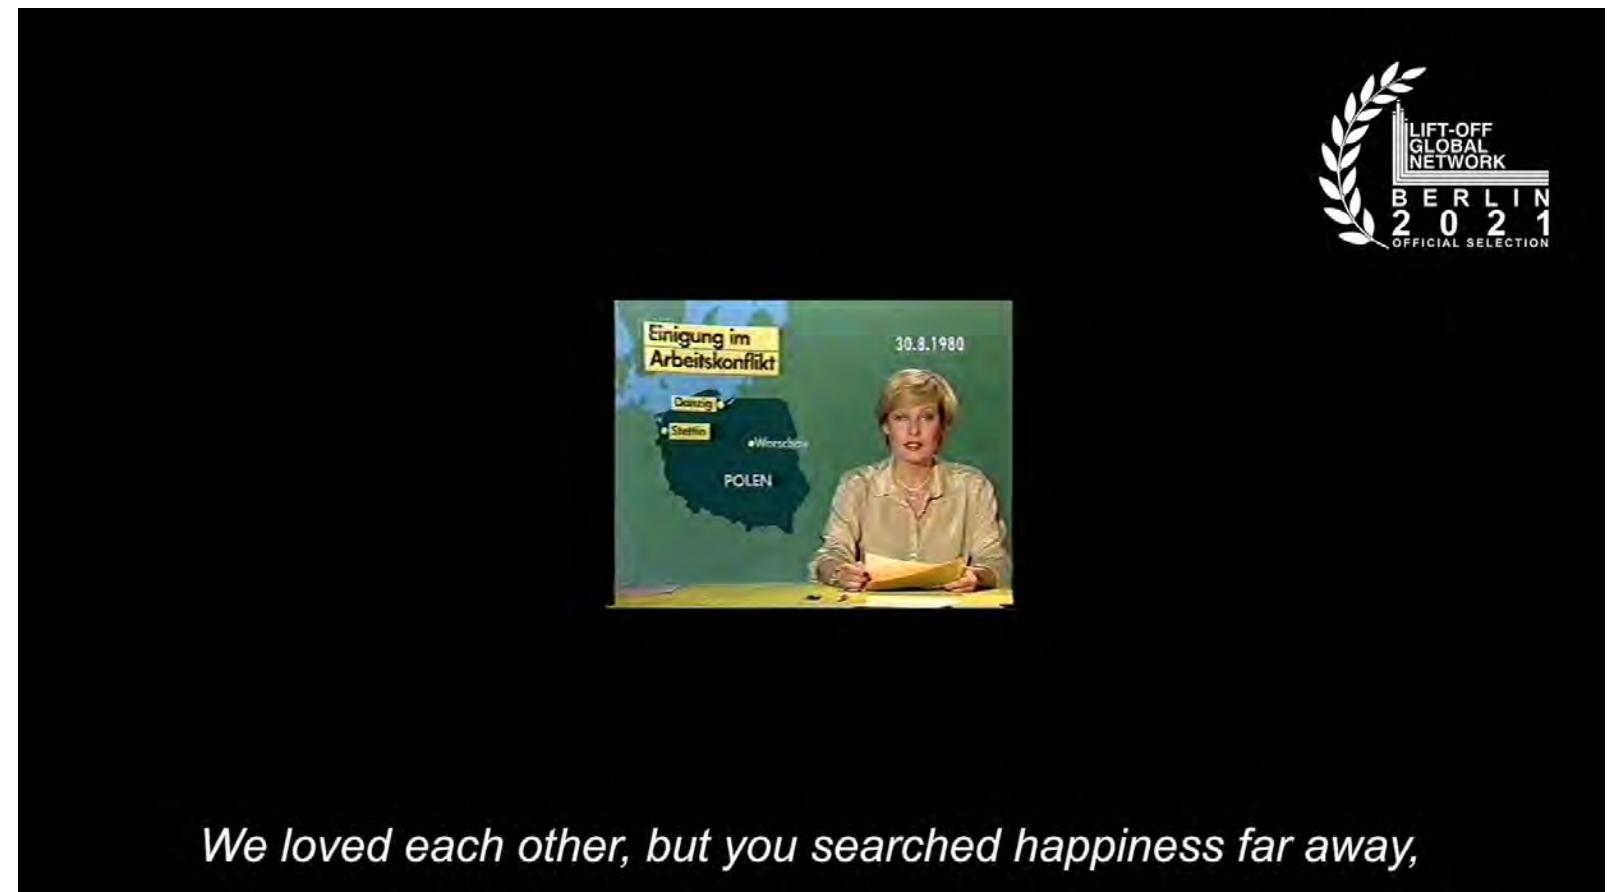 LIFT-OFF
GLOBAL
NETWORK
BERLIN
2021
OFFICIAL SELECTION
Einigung im
Arbeitskonflikt
30.8.1980
Danzig
Stettin
Warschau
POLEN
We loved each other, but you searched happiness far away,